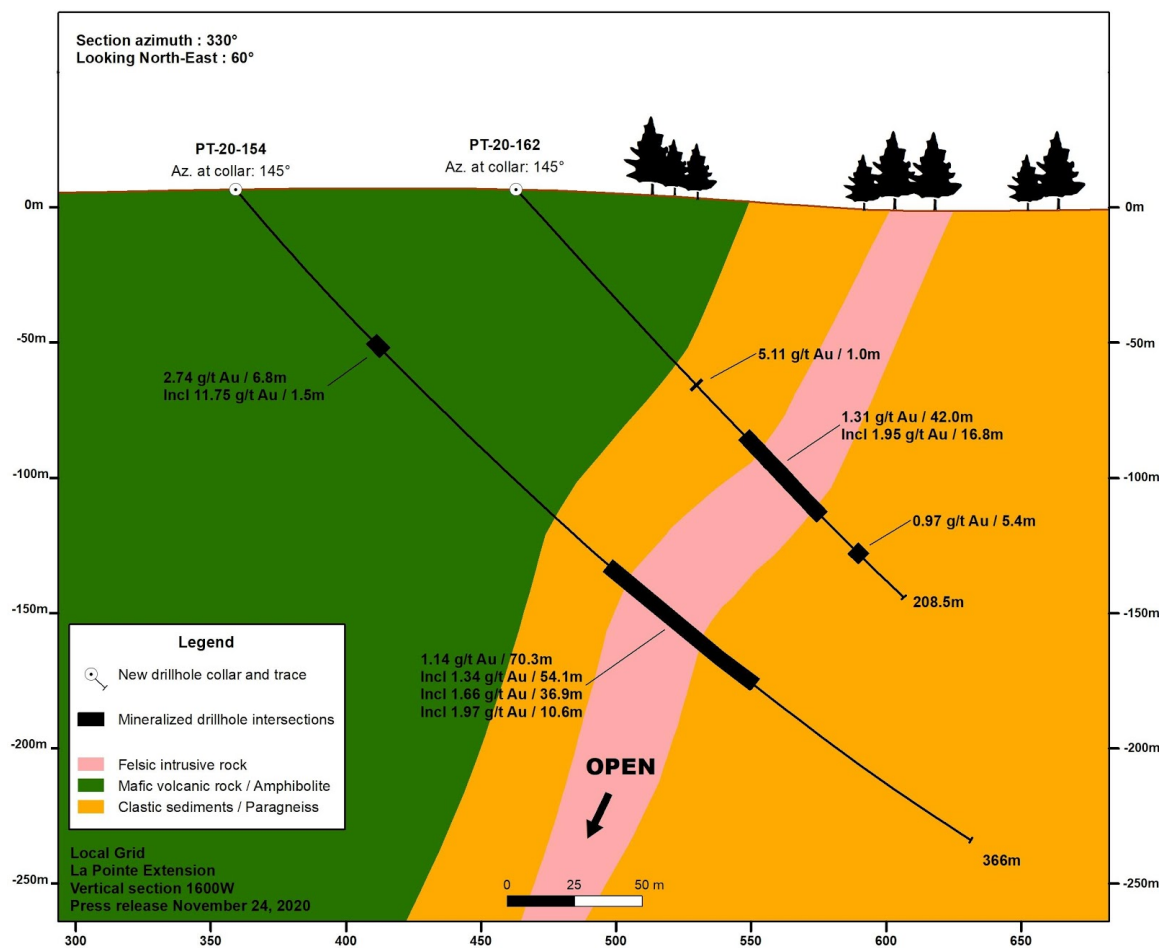 Section azimuth : 330°
Looking North-East : 60°
PT-20-154
Az. at collar: 145°
PT-20-162
Az. at collar: 145°
0m
0m
-50m
-50m
-100m
-100m
-150m
-150m
-200m
-200m
-250m
-250m
2.74 g/t Au / 6.8m
Incl 11.75 g/t Au / 1.5m
5.11 g/t Au / 1.0m
1.31 g/t Au / 42.0m
Incl 1.95 g/t Au / 16.8m
0.97 g/t Au / 5.4m
208.5m
1.14 g/t Au / 70.3m
Incl 1.34 g/t Au / 54.1m
Incl 1.66 g/t Au / 36.9m
Incl 1.97 g/t Au / 10.6m
OPEN
366m
Legend
New drillhole collar and trace
Mineralized drillhole intersections
Felsic intrusive rock
Mafic volcanic rock / Amphibolite
Clastic sediments / Paragneiss
Local Grid
La Pointe Extension
Vertical section 1600W
Press release November 24, 2020
0 25 50 m
300 350 400 450 500 550 600 650